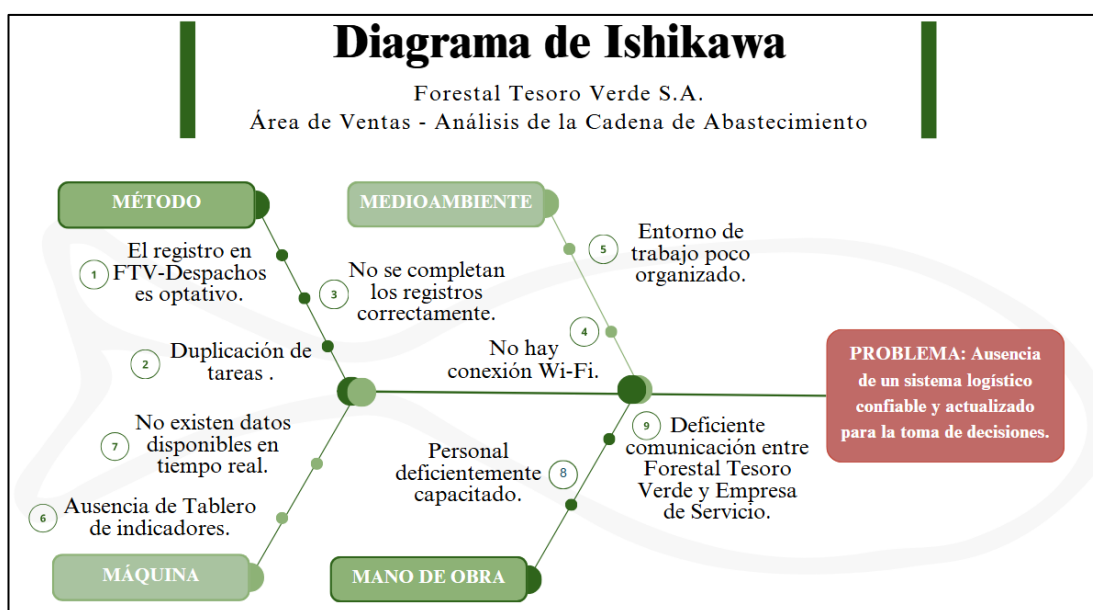 Diagrama de Ishikawa
Forestal Tesoro Verde S.A.
Área de Ventas - Análisis de la Cadena de Abastecimiento
MÉTODO
1
El registro en
FTV-Despachos
es optativo.
2
Duplicación de
tareas .
3
No se completan
los registros
correctamente.
MEDIOAMBIENTE
4
No hay
conexión Wi-Fi.
5
Entorno de
trabajo poco
organizado.
PROBLEMA: Ausencia
de un sistema logístico
confiable y actualizado
para la toma de decisiones.
7
No existen datos
disponibles en
tiempo real.
6
Ausencia de Tablero
de indicadores.
MÁQUINA
Personal
deficientemente
capacitado.
8
9
Deficiente
comunicación entre
Forestal Tesoro
Verde y Empresa
de Servicio.
MANO DE OBRA